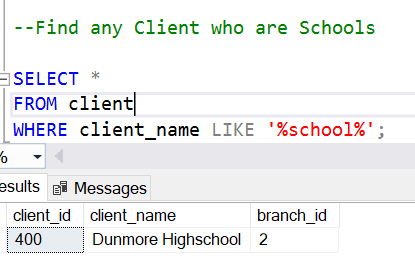 --Find any Client who are Schools
SELECT *
FROM client
WHERE client_name LIKE '%school%';
%
esults Messages
client_id client_name branch_id
400 Dunmore Highschool 2